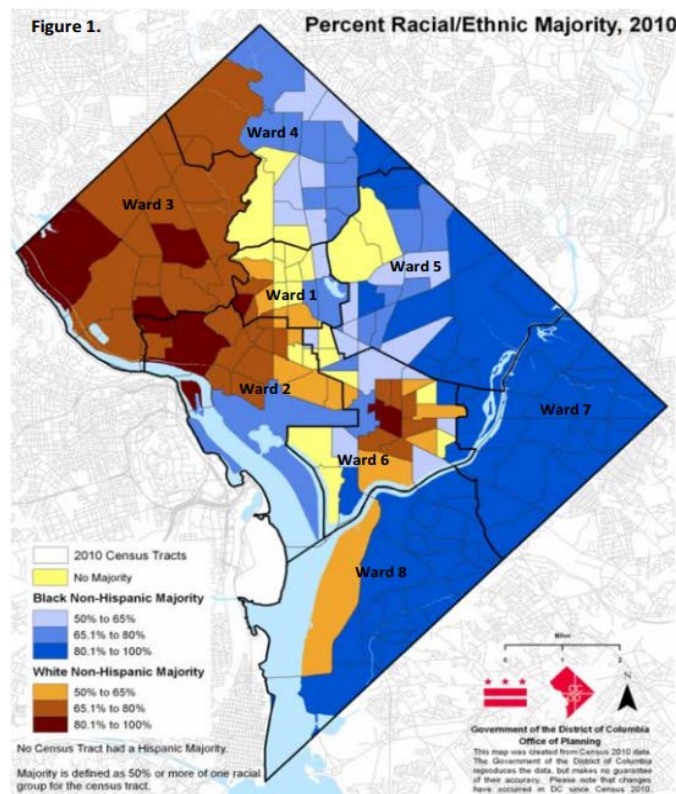 Figure 1.
Percent Racial/Ethnic Majority, 2010
Ward 4
Ward 3
Ward 5
Ward 1
Ward 2
Ward 7
Ward 6
Ward 8
2010 Census Tracts
No Majority
Black Non-Hispanic Majority
50% to 65%
65.1% to 80%
80.1% to 100%
White Non-Hispanic Majority
50% to 65%
65.1% to 80%
80.1% to 100%
No Census Tract had a Hispanic Majority.
Majority is defined as 50% or more of one racial
group for the census tract.
Miles
0 1 2
N
Government of the District of Columbia
Office of Planning
This map was created from Census 2010 data.
The Government of the District of Columbia
reproduces the data, but makes no guarantee
of their accuracy. Please note that changes
have occurred in DC since Census 2010.